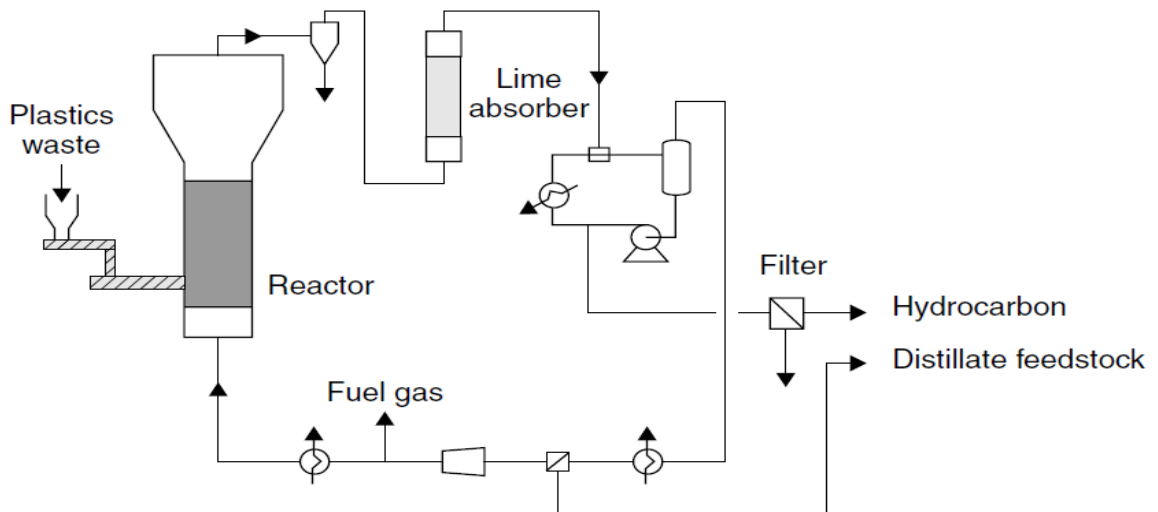 Plastics
waste
Lime
absorber
Reactor
Filter
Hydrocarbon
Distillate feedstock
Fuel gas